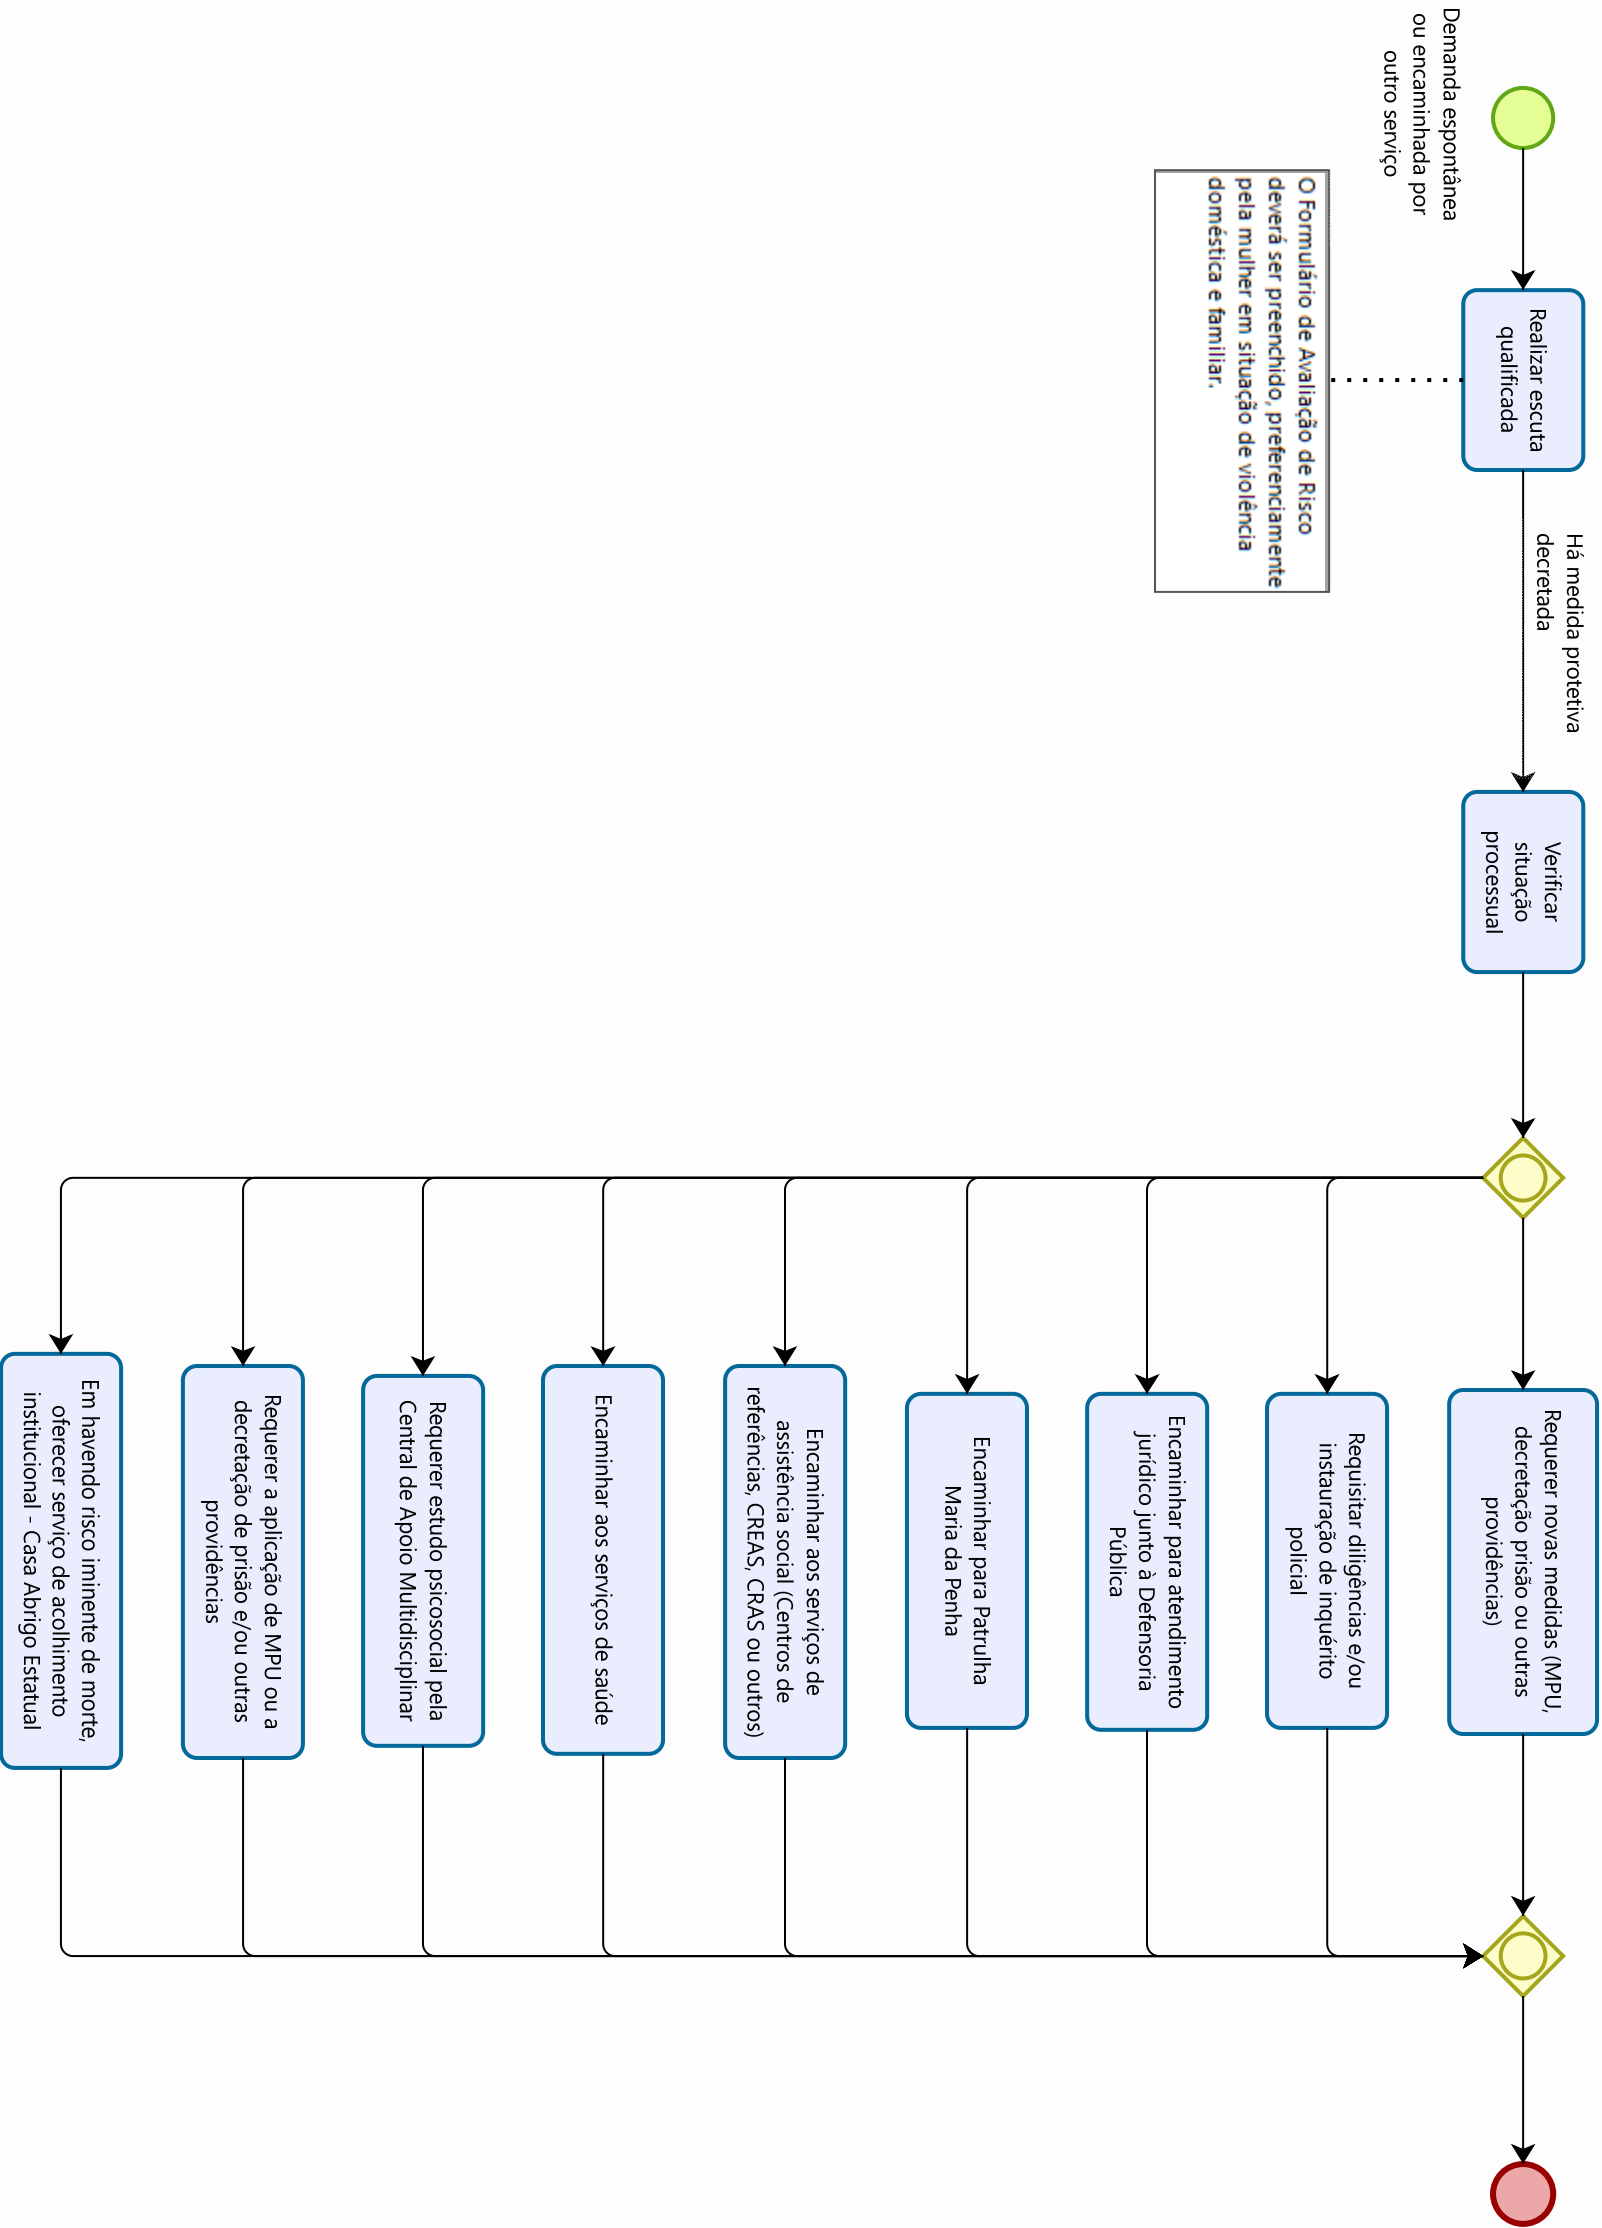 Demanda espontânea
ou encaminhada por
outro serviço
Realizar escuta
qualificada
O Formulário de Avaliação de Risco
deverá ser preenchido, preferenciamente
pela mulher em situação de violência
doméstica e familiar.
Há medida protetiva
decretada
Verificar
situação
processual
Requerer novas medidas (MPU,
decretação prisão ou outras
providências)
Requisitar diligências e/ou
instauração de inquérito
policial
Encaminhar para atendimento
jurídico junto à Defensoria
Pública
Encaminhar para Patrulha
Maria da Penha
Encaminhar aos serviços de
assistência social (Centros de
referências, CREAS, CRAS ou outros)
Encaminhar aos serviços de saúde
Requerer estudo psicosocial pela
Central de Apoio Multidisciplinar
Requerer a aplicação de MPU ou a
decretação de prisão e/ou outras
providências
Em havendo risco iminente de morte,
oferecer serviço de acolhimento
institucional - Casa Abrigo Estatual